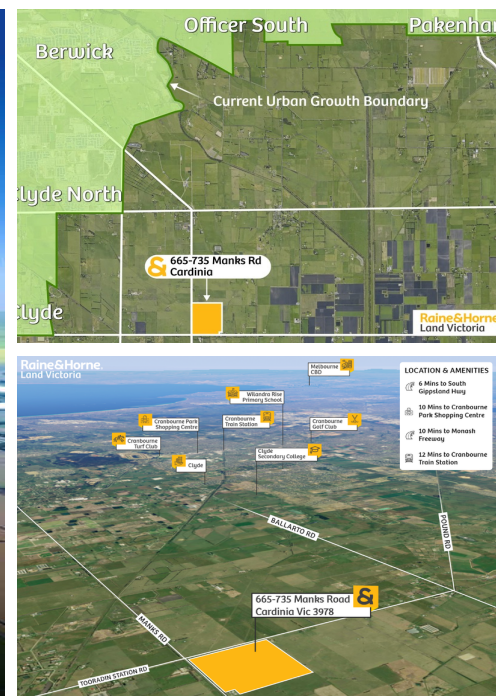 Officer South
Pakenha
Berwick
Current Urban Growth Boundary
Clyde North
665-735 Manks Rd
Cardinia
Clyde
Raine&Horne
Land Victoria
Raine&Horne.
Land Victoria
Melbourne
CBD
LOCATION & AMENITIES
6 Mins to South
Gippsland Hwy
10 Mins to Cranbourne
Park Shopping Centre
10 Mins to Monash
Freeway
12 Mins to Cranbourne
Train Station
Wilandra Rise
Primary School
Cranbourne Park
Shopping Centre
Cranbourne
Train Station
Cranbourne
Golf Club
Cranbourne
Turf Club
Clyde
Clyde
Secondary College
BALLARTO RD
POUND RD
665-735 Manks Road
Cardinia Vic 3978
&
MANKS RD
TOORADIN STATION RD